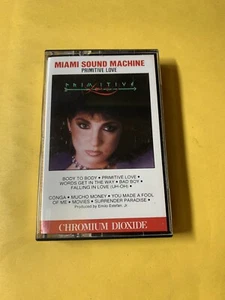 MIAMI SOUND MACHINE
PRIMITIVE LOVE
PRIMITIVE
BODY TO BODY • PRIMITIVE LOVE •
WORDS GET IN THE WAY • BAD BOY •
FALLING IN LOVE (UH-OH) •
CONGA • MUCHO MONEY • YOU MADE A FOOL
OF ME • MOVIES • SURRENDER PARADISE •
Produced by Emilio Estefan, Jr.
CHROMIUM DIOXIDE